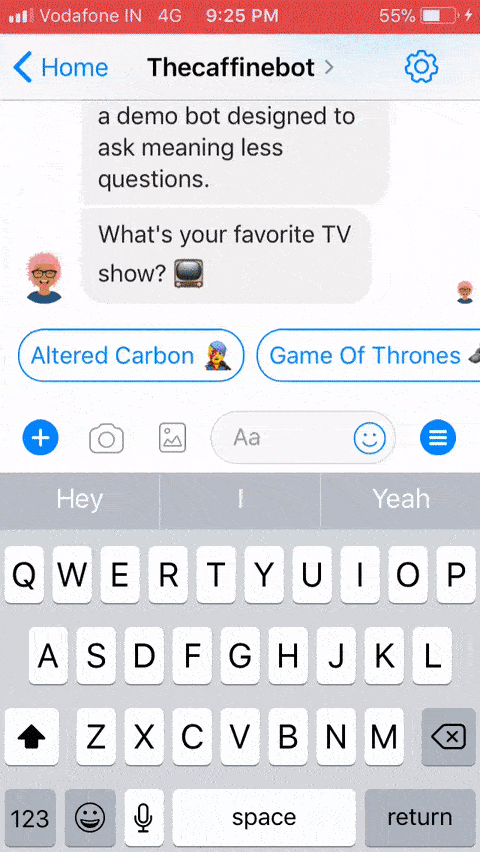 Vodafone IN 4G 9:25 PM 55%
Home Thecaffinebot
a demo bot designed to
ask meaning less
questions.
What's your favorite TV
show?
Altered Carbon Game Of Thrones
Aa
Hey I Yeah
Q W E R T Y U I O P
A S D F G H J K L
Z X C V B N M
123 space return